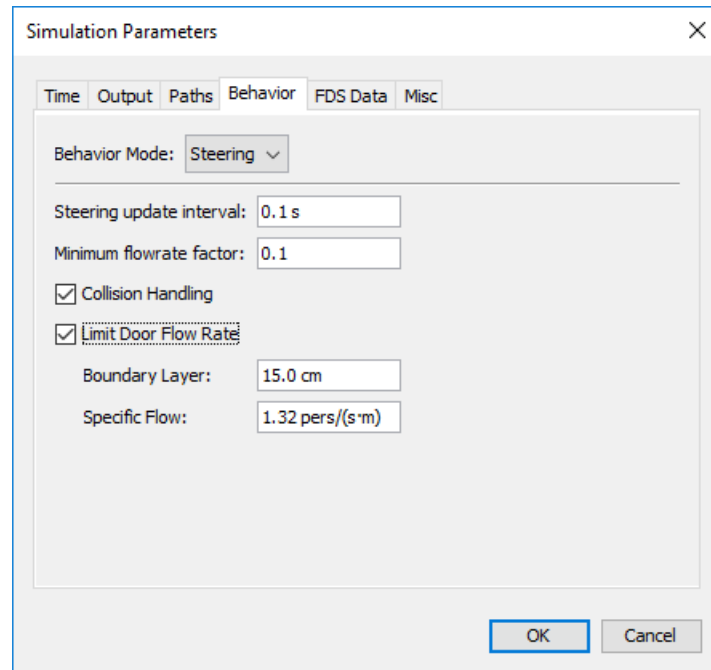 Simulation Parameters
Time Output Paths Behavior FDS Data Misc
Behavior Mode: Steering
Steering update interval: 0.1 s
Minimum flowrate factor: 0.1
Collision Handling
Limit Door Flow Rate
Boundary Layer: 15.0 cm
Specific Flow: 1.32 pers/(s·m)
OK Cancel